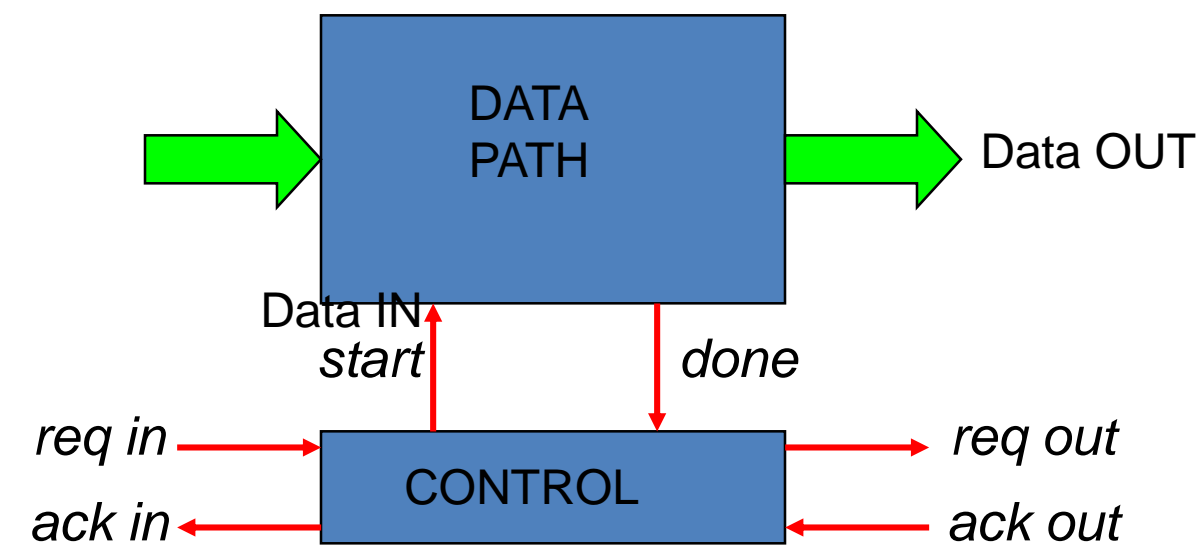 DATA
PATH
Data OUT
Data IN
start
done
req in
req out
CONTROL
ack in
ack out